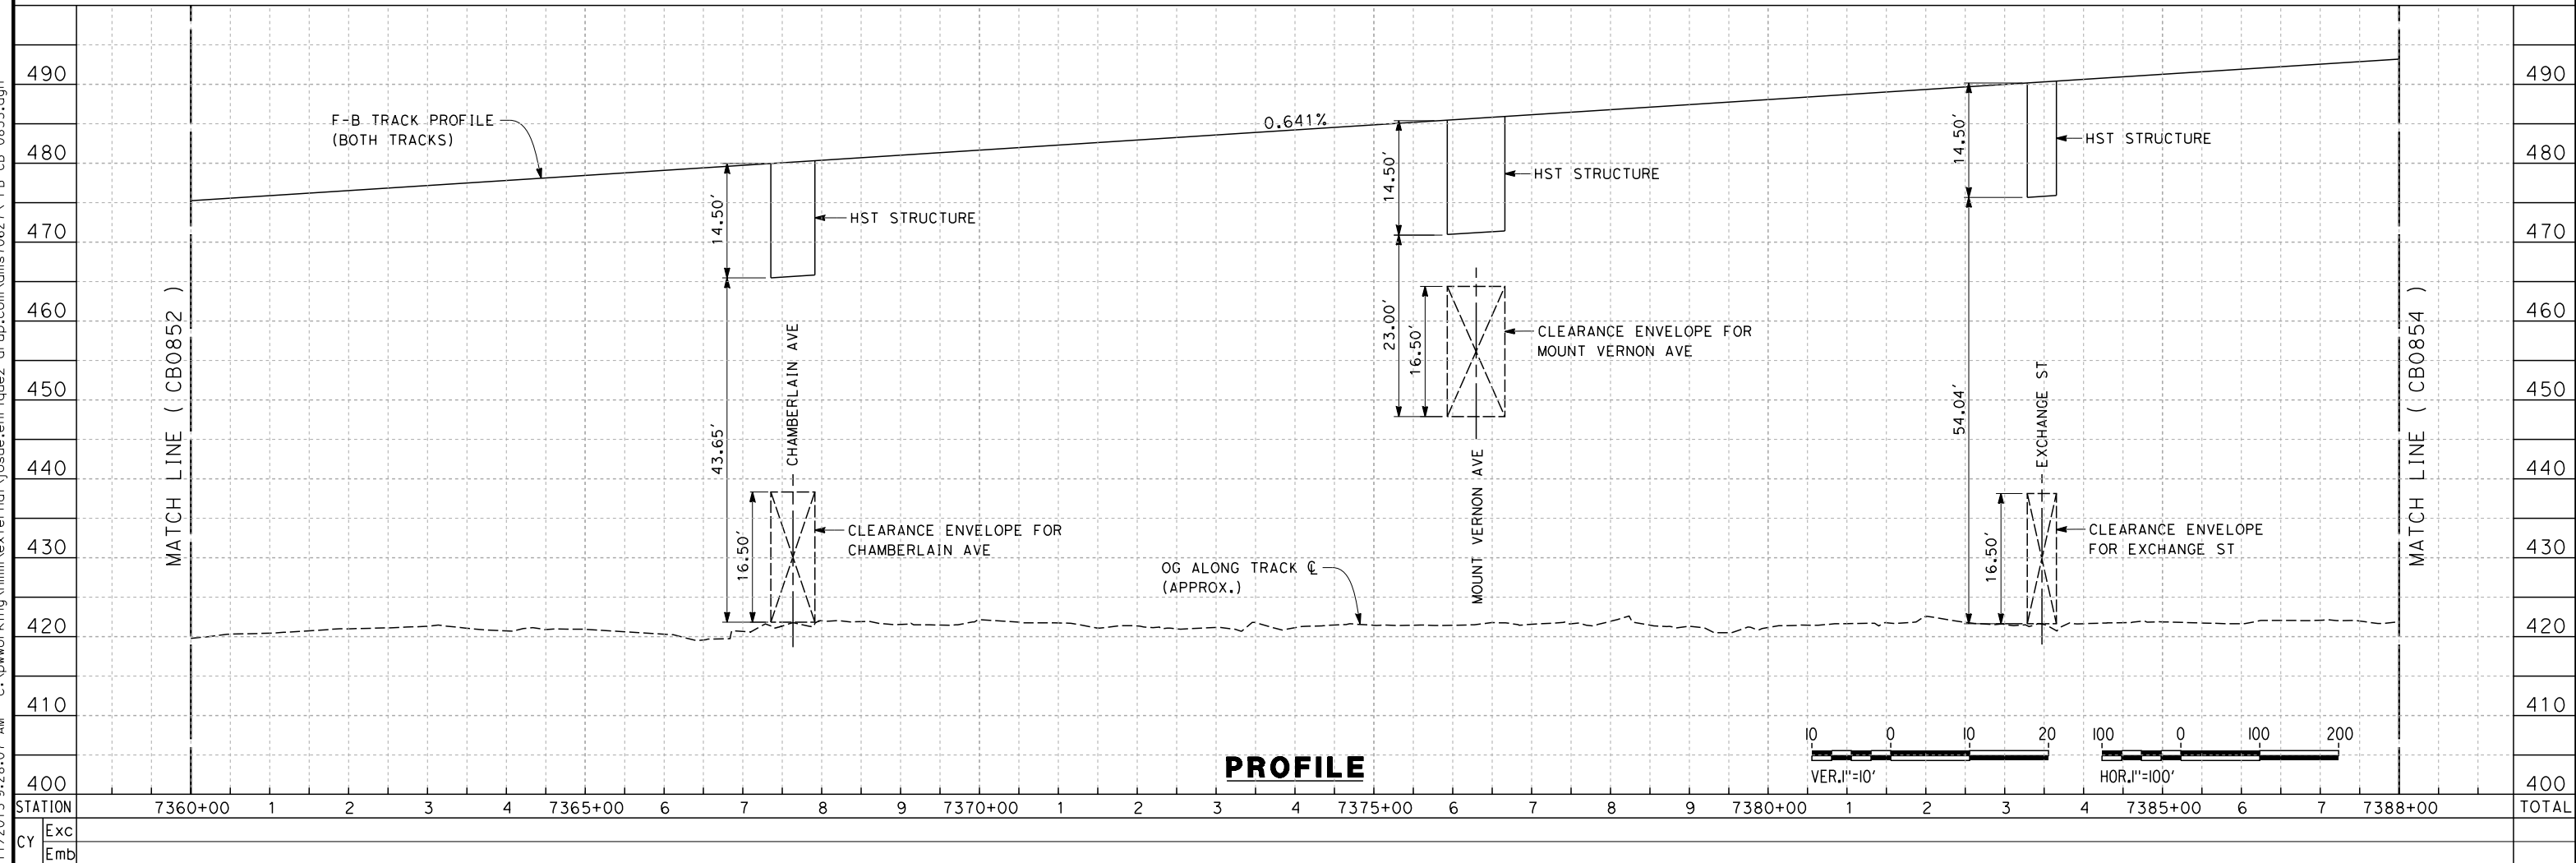 490
480
470
460
450
440
430
420
410
400
MATCH LINE ( CB0852 )
F-B TRACK PROFILE
(BOTH TRACKS)
14.50'
HST STRUCTURE
43.65'
CHAMBERLAIN AVE
16.50'
CLEARANCE ENVELOPE FOR
CHAMBERLAIN AVE
0.641%
14.50'
HST STRUCTURE
23.00'
16.50'
CLEARANCE ENVELOPE FOR
MOUNT VERNON AVE
MOUNT VERNON AVE
OG ALONG TRACK ℄
(APPROX.)
14.50'
HST STRUCTURE
54.04'
EXCHANGE ST
16.50'
CLEARANCE ENVELOPE
FOR EXCHANGE ST
MATCH LINE ( CB0854 )
490
480
470
460
450
440
430
420
410
400
PROFILE
10 0 10 20
VER.1"=10'
100 0 100 200
HOR.1"=100'
STATION 7360+00 1 2 3 4 7365+00 6 7 8 9 7370+00 1 2 3 4 7375+00 6 7 8 9 7380+00 1 2 3 4 7385+00 6 7 7388+00 TOTAL
CY
Exc
Emb